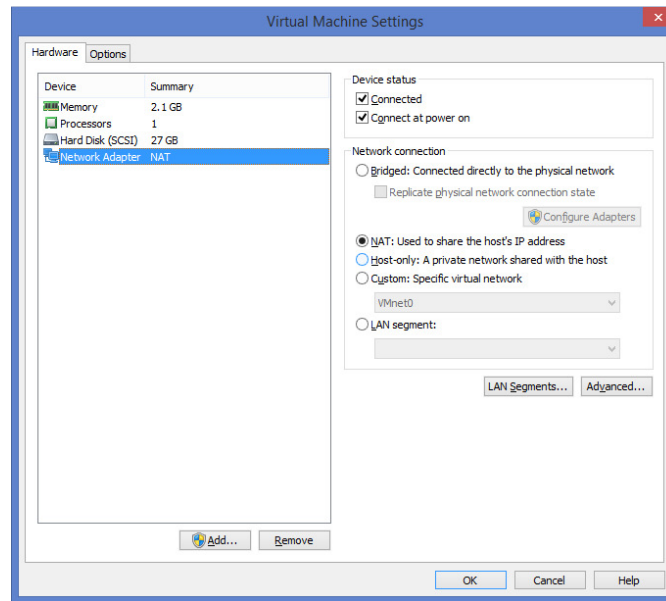 Virtual Machine Settings
Hardware Options
Device Summary
Memory 2.1 GB
Processors 1
Hard Disk (SCSI) 27 GB
Network Adapter NAT
Add... Remove
Device status
Connected
Connect at power on
Network connection
Bridged: Connected directly to the physical network
Replicate physical network connection state
Configure Adapters
NAT: Used to share the host's IP address
Host-only: A private network shared with the host
Custom: Specific virtual network
VMnet0
LAN segment:
LAN Segments... Advanced...
OK Cancel Help